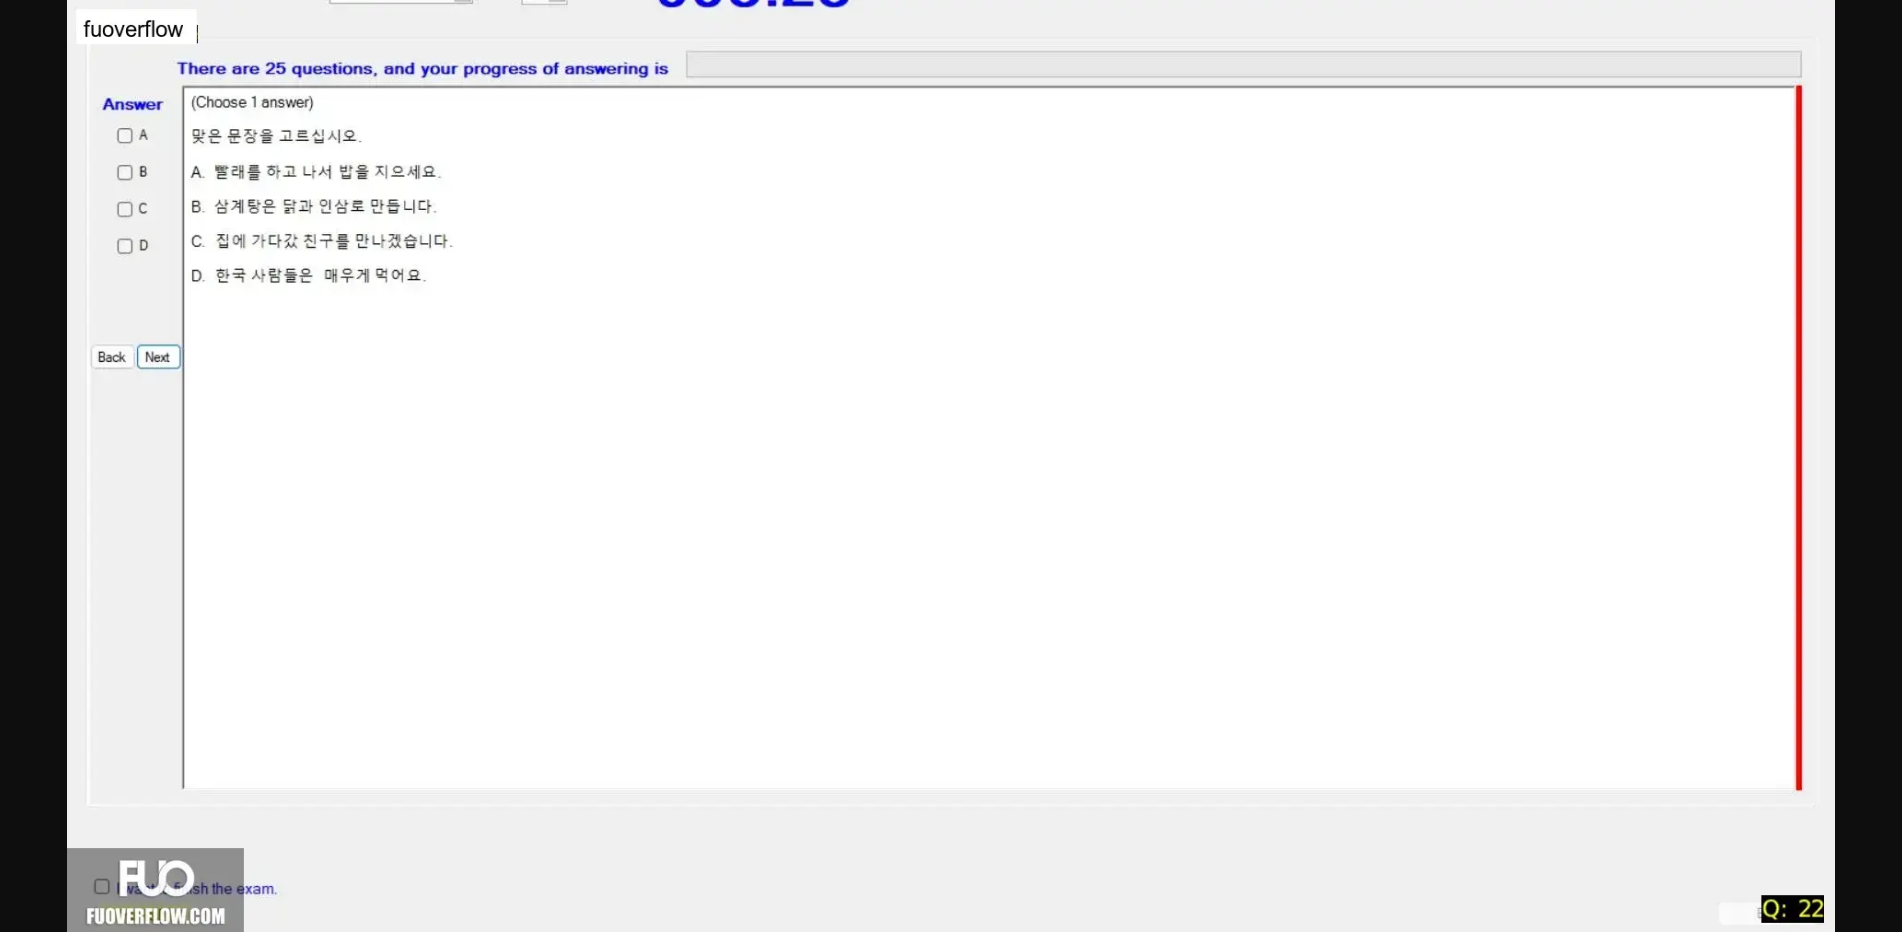 fuoverflow
There are 25 questions, and your progress of answering is
Answer
(Choose 1 answer)
맞은 문장을 고르십시오.
A
A. 빨래를 하고 나서 밥을 지으세요.
B
B. 삼계탕은 닭과 인삼로 만듭니다.
C
C. 집에 가다갔 친구를 만나겠습니다.
D
D. 한국 사람들은 매우게 먹어요.
Back Next
FUO
the exam.
FUOVERFLOW.COM
Q: 22